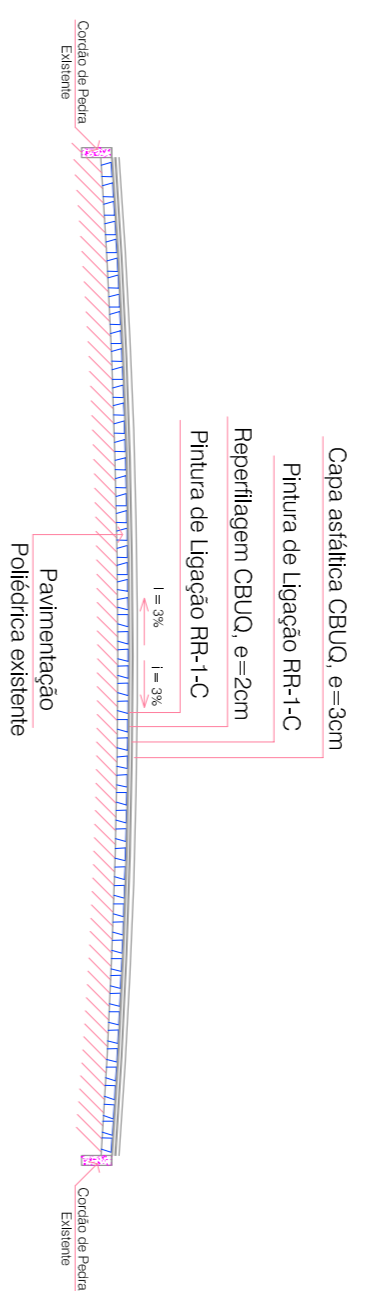 Capa asfáltica CBUQ, e=3cm
Pintura de Ligação RR-1-C
Reperfilagem CBUQ, e=2cm
Pintura de Ligação RR-1-C
I = 3%
i = 3%
Cordão de Pedra
Existente
Cordão de Pedra
Existente
Pavimentação
Poliédrica existente